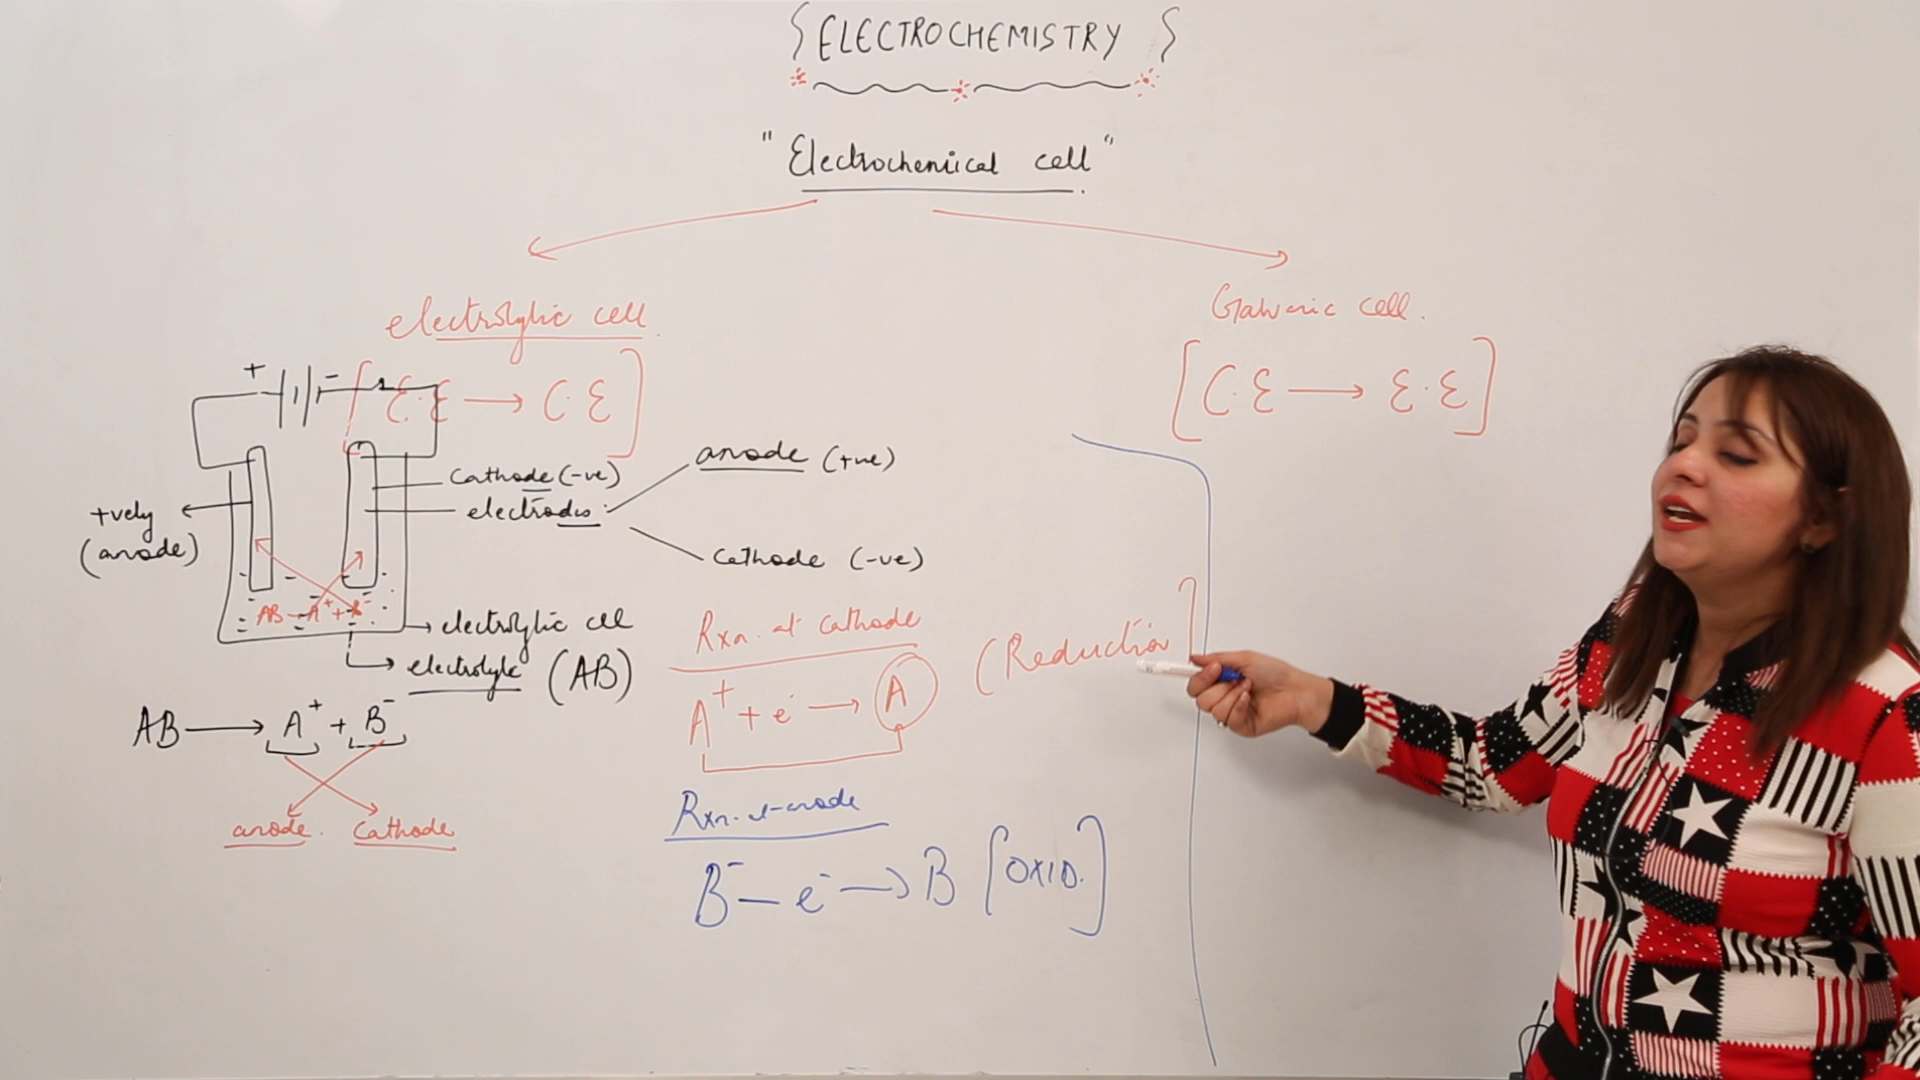 ELECTROCHEMISTRY
"Electrochemical cell"
electrolytic cell.
[E.E → C.E]
Galvanic cell.
[C.E → E.E]
+ -
Cathode (-ve)
electrodes
anode (+ve)
cathode (-ve)
+vely
(anode)
AB → A⁺ + B⁻
electrolytic cell
electrolyte (AB)
AB → A⁺ + B⁻
anode. Cathode
Rxn. at cathode
A⁺ + e⁻ → A
(Reduction]
Rxn. at anode
B⁻ – e⁻ → B [OXID.]